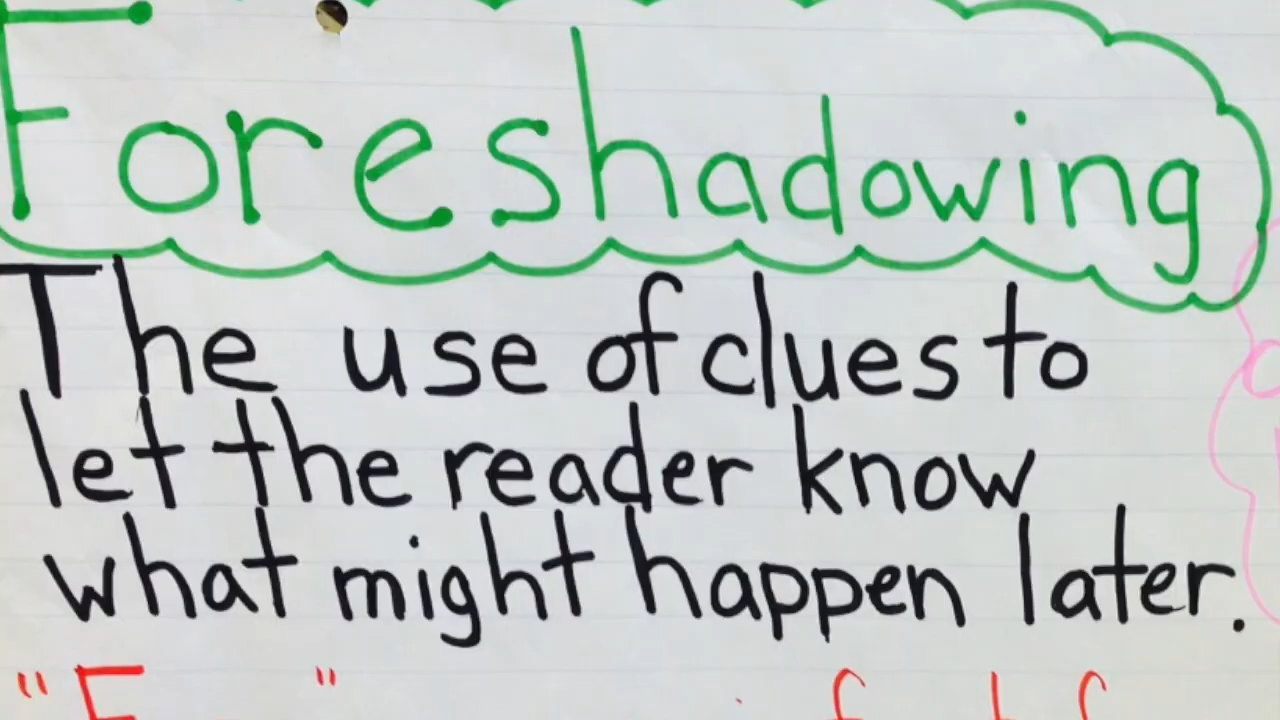 Foreshadowing
The use of clues to
let the reader know
what might happen later.